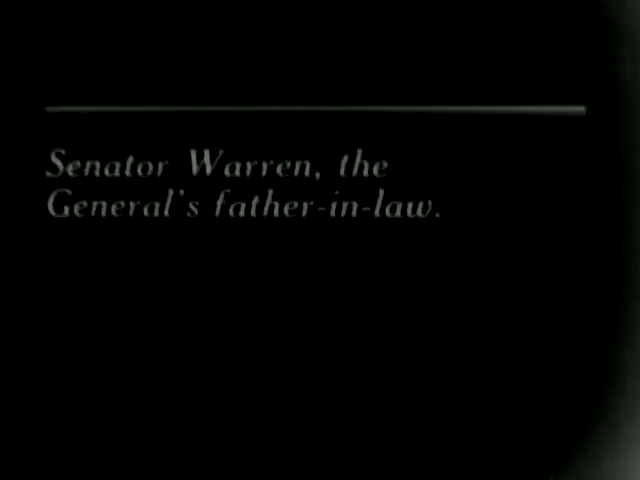 Senator Warren, the
General's father-in-law.